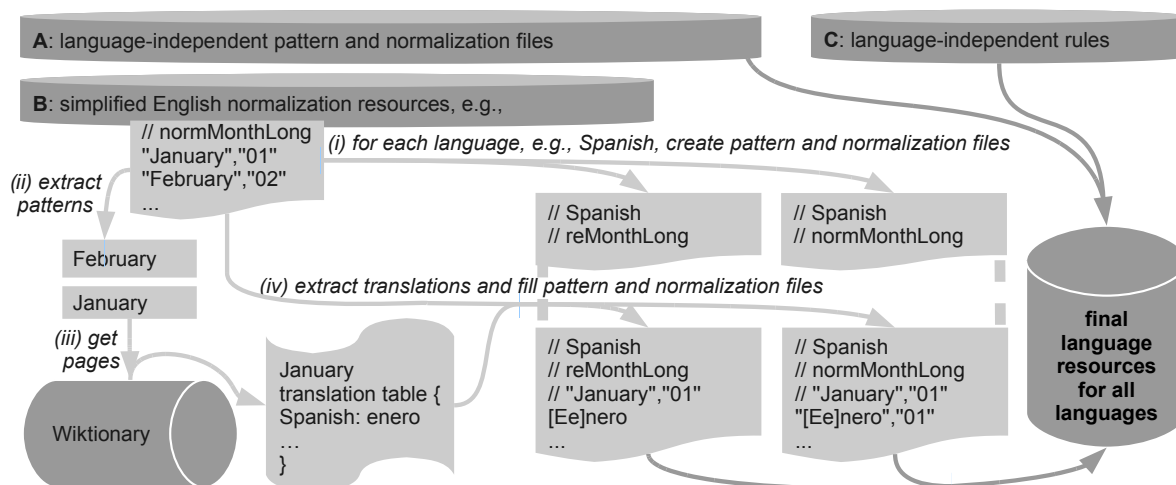 A: language-independent pattern and normalization files
C: language-independent rules
B: simplified English normalization resources, e.g.,
// normMonthLong
"January","01"
"February","02"
...
(i) for each language, e.g., Spanish, create pattern and normalization files
(ii) extract
patterns
February
January
// Spanish
// reMonthLong
// Spanish
// normMonthLong
(iv) extract translations and fill pattern and normalization files
(iii) get
pages
Wiktionary
January
translation table {
Spanish: enero
...
}
// Spanish
// reMonthLong
// "January","01"
[Ee]nero
...
// Spanish
// normMonthLong
// "January","01"
"[Ee]nero","01"
...
final
language
resources
for all
languages